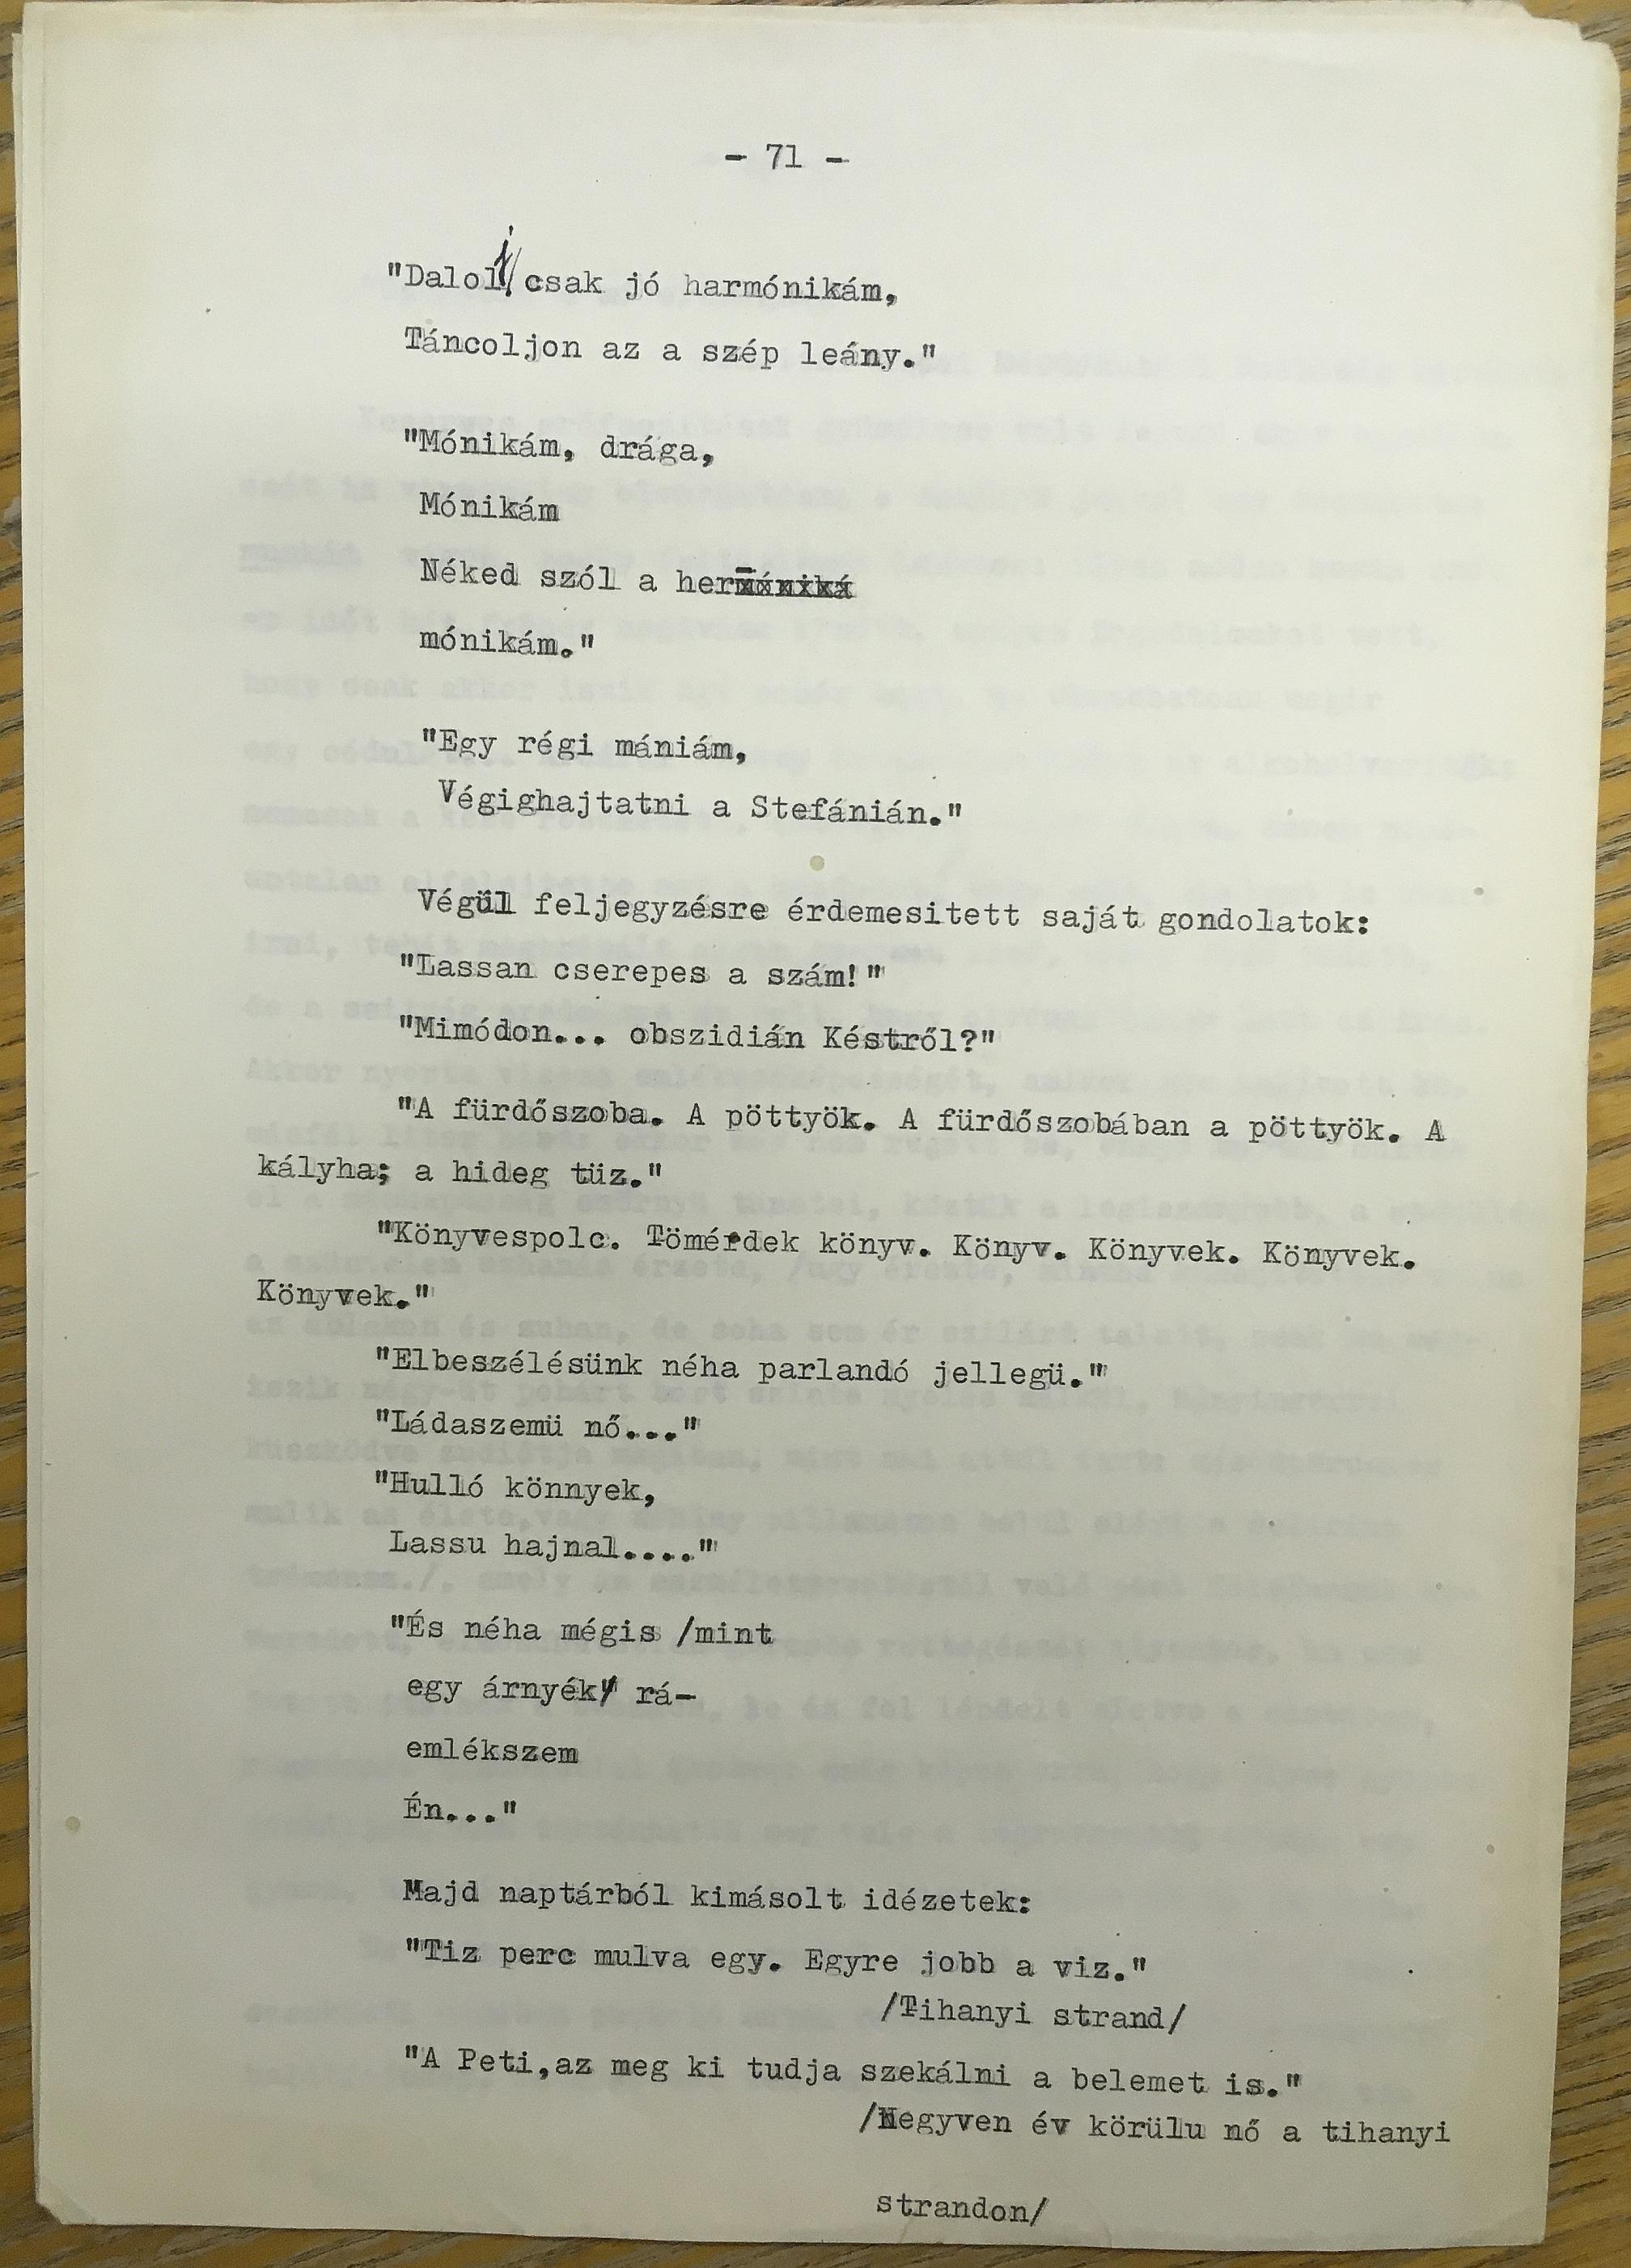 - 71 -
"Dalolj csak jó harmónikám,
Táncoljon az a szép leány."
"Mónikám, drága,
Mónikám
Néked szól a her
mónikám."
"Egy régi mániám,
Végighajtatni a Stefánián."
Végül feljegyzésre érdemesitett saját gondolatok:
"Lassan cserepes a szám!"
"Mimódon... obszidián Késtről?"
"A fürdőszoba. A pöttyök. A fürdőszobában a pöttyök. A
kályha; a hideg tüz."
"Könyvespolc. Tömérdek könyv. Könyv. Könyvek. Könyvek.
Könyvek."
"Elbeszélésünk néha parlandó jellegü."
"Ládaszemü nő..."
"Hulló könnyek,
Lassu hajnal...."
"És néha mégis /mint
egy árnyék/ rá-
emlékszem
Én..."
Majd naptárból kimásolt idézetek:
"Tiz perc mulva egy. Egyre jobb a viz."
/Tihanyi strand/
"A Peti,az meg ki tudja szekálni a belemet is."
/Negyven év körülu nő a tihanyi
strandon/